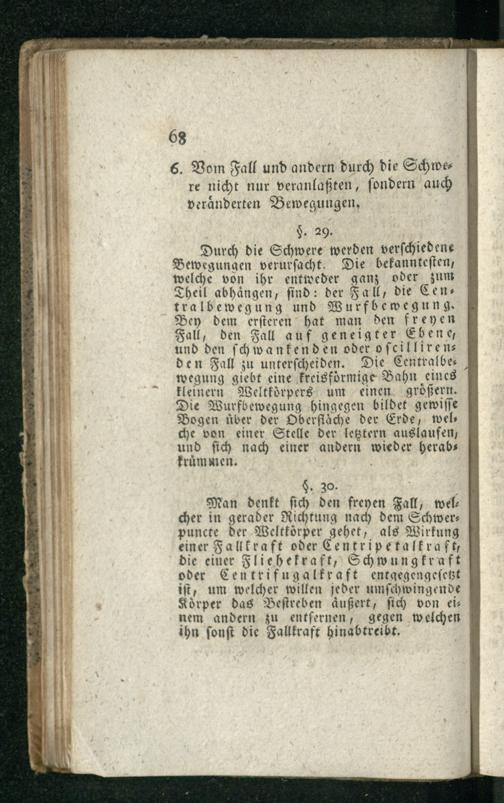 68
6. Vom Fall und andern durch die Schwe-
re nicht nur veranlaßten, sondern auch
veränderten Bewegungen.
§. 29.
Durch die Schwere werden verschiedene
Bewegungen verursacht. Die bekanntesten,
welche von ihr entweder ganz oder zum
Theil abhängen, sind: der Fall, die Cen-
tralbewegung und Wurfbewegung.
Bey dem ersteren hat man den freyen
Fall, den Fall auf geneigter Ebene,
und den schwankenden oder oscilliren-
den Fall zu unterscheiden. Die Centralbe-
wegung giebt eine kreisförmige Bahn eines
kleinern Weltkörpers um einen größern.
Die Wurfbewegung hingegen bildet gewisse
Bogen über der Oberfläche der Erde, wel-
che von einer Stelle der letztern auslaufen,
und sich nach einer andern wieder herab-
krümmen.
§. 30.
Man denkt sich den freyen Fall, wel-
cher in gerader Richtung nach dem Schwer-
puncte der Weltkörper gehet, als Wirkung
einer Fallkraft oder Centripetalkraft,
die einer Fliehekraft, Schwungkraft
oder Centrifugalkraft entgegengesetzt
ist, um welcher willen jeder umschwingende
Körper das Bestreben äußert, sich von ei-
nem andern zu entfernen, gegen welchen
ihn sonst die Fallkraft hinabtreibt.